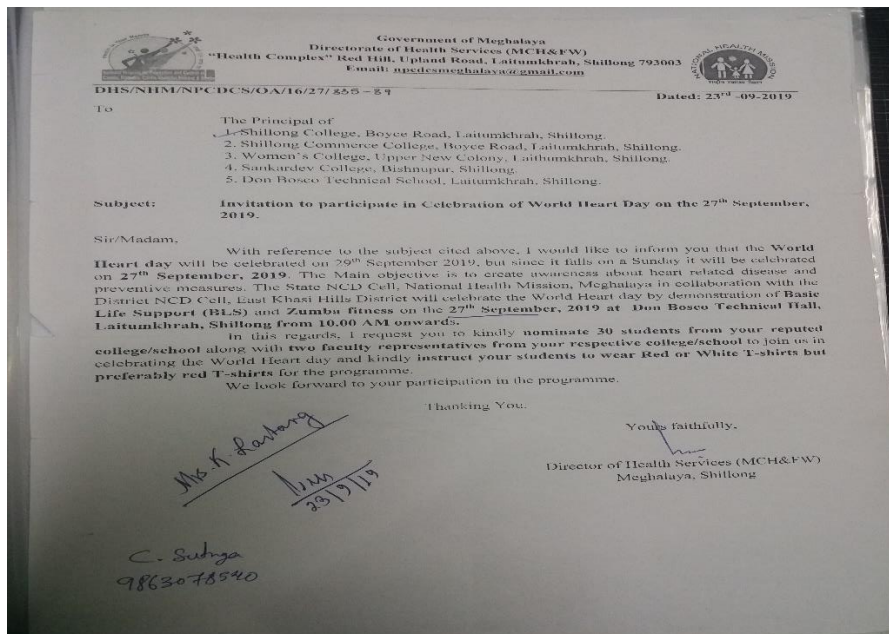 Government of Meghalaya
Directorate of Health Services (MCH&FW)
"Health Complex" Red Hill, Upland Road, Laitumkhrah, Shillong 793003
Email: npcdcsmeghalaya@gmail.com
NATIONAL HEALTH MISSION
DHS/NHM/NPCDCS/OA/16/27/855-59
Dated: 23rd -09-2019
To
The Principal of
1. Shillong College, Boyce Road, Laitumkhrah, Shillong.
2. Shillong Commerce College, Boyce Road, Laitumkhrah, Shillong.
3. Women's College, Upper New Colony, Laithumkhrah, Shillong.
4. Sankardev College, Bishnupur, Shillong.
5. Don Bosco Technical School, Laitumkhrah, Shillong.
Subject: Invitation to participate in Celebration of World Heart Day on the 27th September,
2019.
Sir/Madam,
With reference to the subject cited above, I would like to inform you that the World
Heart day will be celebrated on 29th September 2019, but since it falls on a Sunday it will be celebrated
on 27th September, 2019. The Main objective is to create awareness about heart related disease and
preventive measures. The State NCD Cell, National Health Mission, Meghalaya in collaboration with the
District NCD Cell, East Khasi Hills District will celebrate the World Heart day by demonstration of Basic
Life Support (BLS) and Zumba fitness on the 27th September, 2019 at Don Bosco Technical Hall,
Laitumkhrah, Shillong from 10.00 AM onwards.
In this regards, I request you to kindly nominate 30 students from your reputed
college/school along with two faculty representatives from your respective college/school to join us in
celebrating the World Heart day and kindly instruct your students to wear Red or White T-shirts but
preferably red T-shirts for the programme.
We look forward to your participation in the programme.
Thanking You.
Yours faithfully,
Director of Health Services (MCH&FW)
Meghalaya, Shillong
Mrs. K. Lartang
23/9/19
C. Sutnga
9863078540